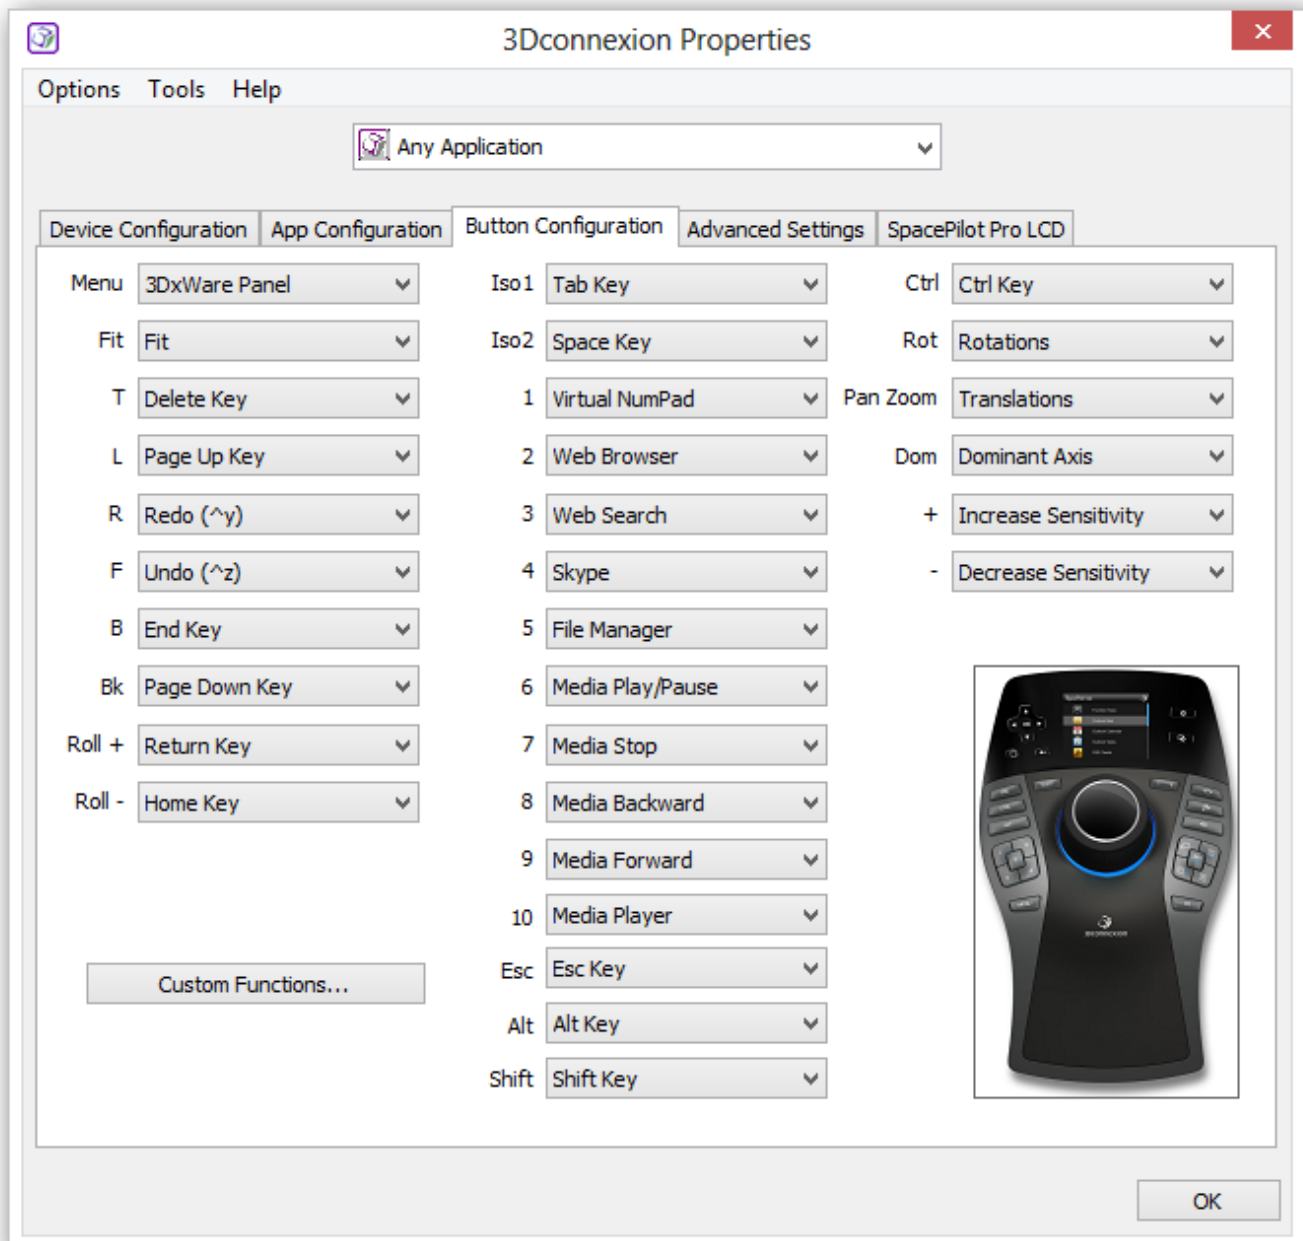 3Dconnexion Properties
Options Tools Help
Any Application
Device Configuration App Configuration Button Configuration Advanced Settings SpacePilot Pro LCD
Menu 3DxWare Panel Iso1 Tab Key Ctrl Ctrl Key
Fit Fit Iso2 Space Key Rot Rotations
T Delete Key 1 Virtual NumPad Pan Zoom Translations
L Page Up Key 2 Web Browser Dom Dominant Axis
R Redo (^y) 3 Web Search + Increase Sensitivity
F Undo (^z) 4 Skype - Decrease Sensitivity
B End Key 5 File Manager
Bk Page Down Key 6 Media Play/Pause
Roll + Return Key 7 Media Stop
Roll - Home Key 8 Media Backward
9 Media Forward
10 Media Player
Esc Esc Key
Custom Functions...
Alt Alt Key
Shift Shift Key
3Dconnexion
OK